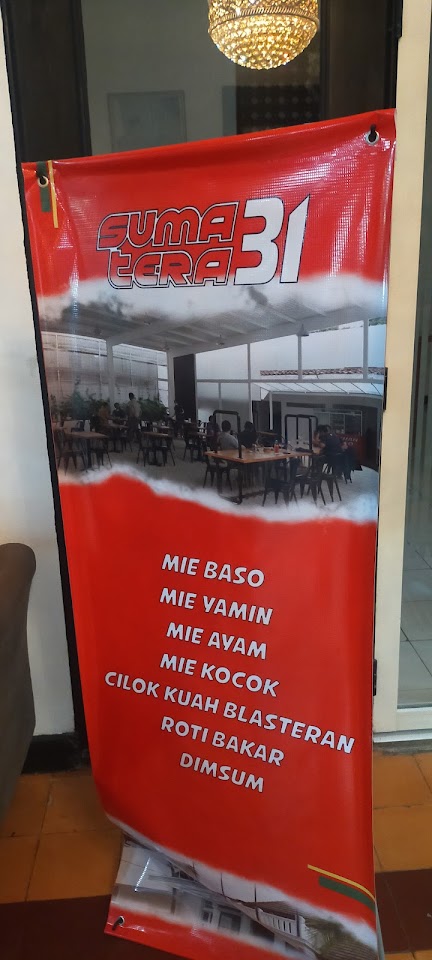 SUMA
TERA 31
MIE BASO
MIE YAMIN
MIE AYAM
MIE KOCOK
CILOK KUAH BLASTERAN
ROTI BAKAR
DIMSUM